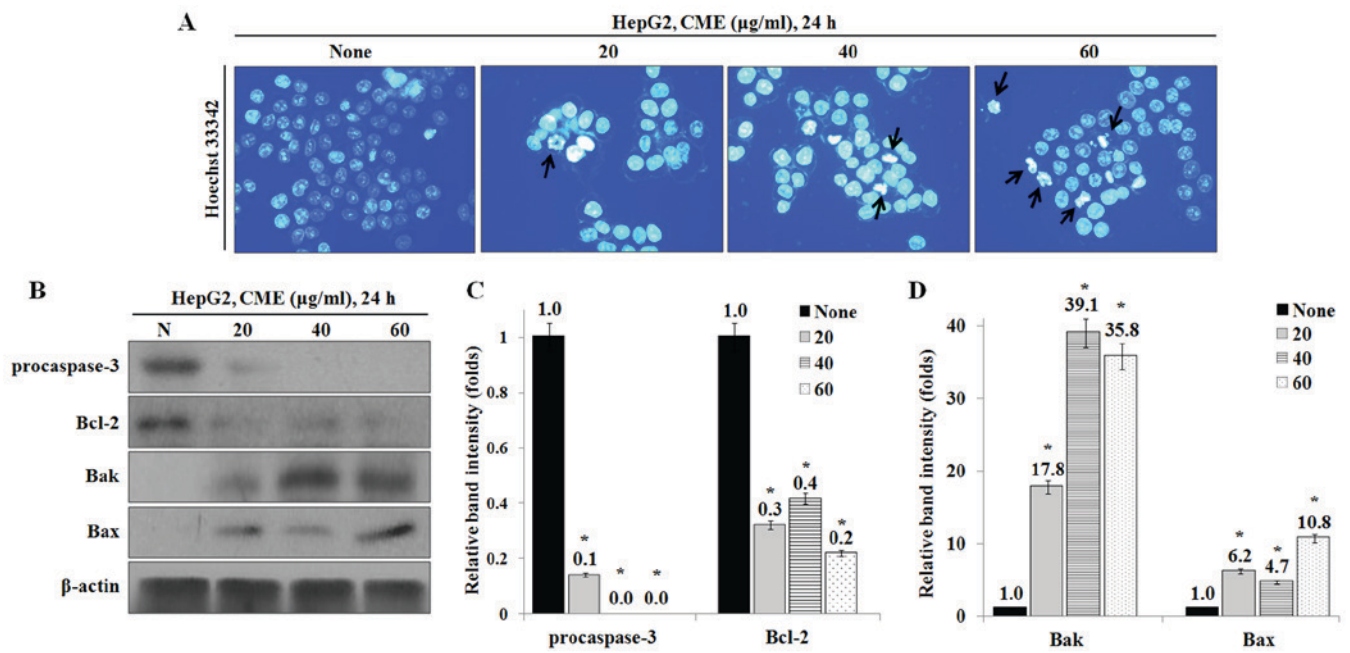 A
HepG2, CME (µg/ml), 24 h
None 20 40 60
Hoechst 33342
B
HepG2, CME (µg/ml), 24 h
N 20 40 60
procaspase-3
Bcl-2
Bak
Bax
β-actin
C
Relative band intensity (folds)
1
0.8
0.6
0.4
0.2
0
1.0
*
0.1
*
0.0
*
0.0
1.0
*
0.3
*
0.4
*
0.2
None
20
40
60
procaspase-3 Bcl-2
D
Relative band intensity (folds)
40
30
20
10
0
1.0
*
17.8
*
39.1
*
35.8
1.0
*
6.2
*
4.7
*
10.8
None
20
40
60
Bak Bax